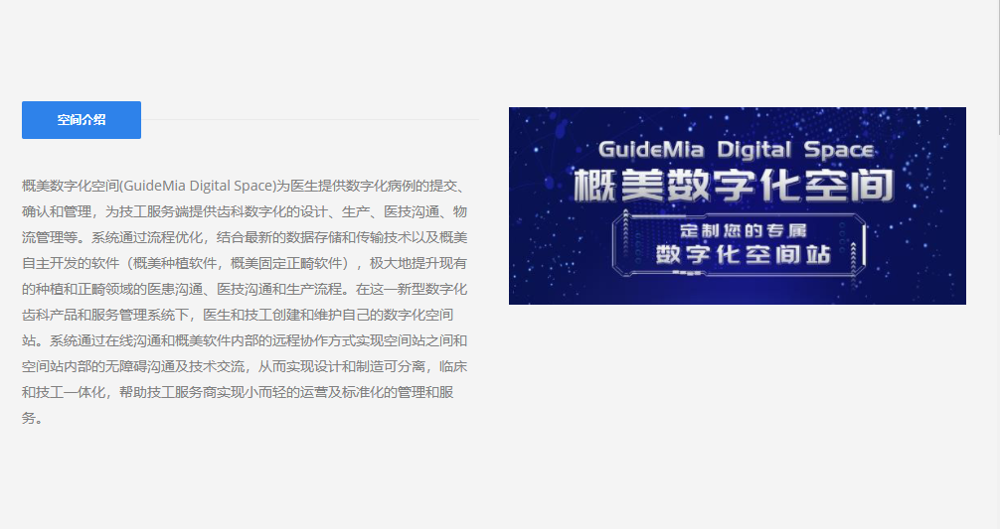 空间介绍
概美数字化空间(GuideMia Digital Space)为医生提供数字化病例的提交、
确认和管理，为技工服务端提供齿科数字化的设计、生产、医技沟通、物
流管理等。系统通过流程优化，结合最新的数据存储和传输技术以及概美
自主开发的软件（概美种植软件，概美固定正畸软件），极大地提升现有
的种植和正畸领域的医患沟通、医技沟通和生产流程。在这一新型数字化
齿科产品和服务管理系统下，医生和技工创建和维护自己的数字化空间
站。系统通过在线沟通和概美软件内部的远程协作方式实现空间站之间和
空间站内部的无障碍沟通及技术交流，从而实现设计和制造可分离，临床
和技工一体化，帮助技工服务商实现小而轻的运营及标准化的管理和服
务。
GuideMia Digital Space
概美数字化空间
定制您的专属
数字化空间站